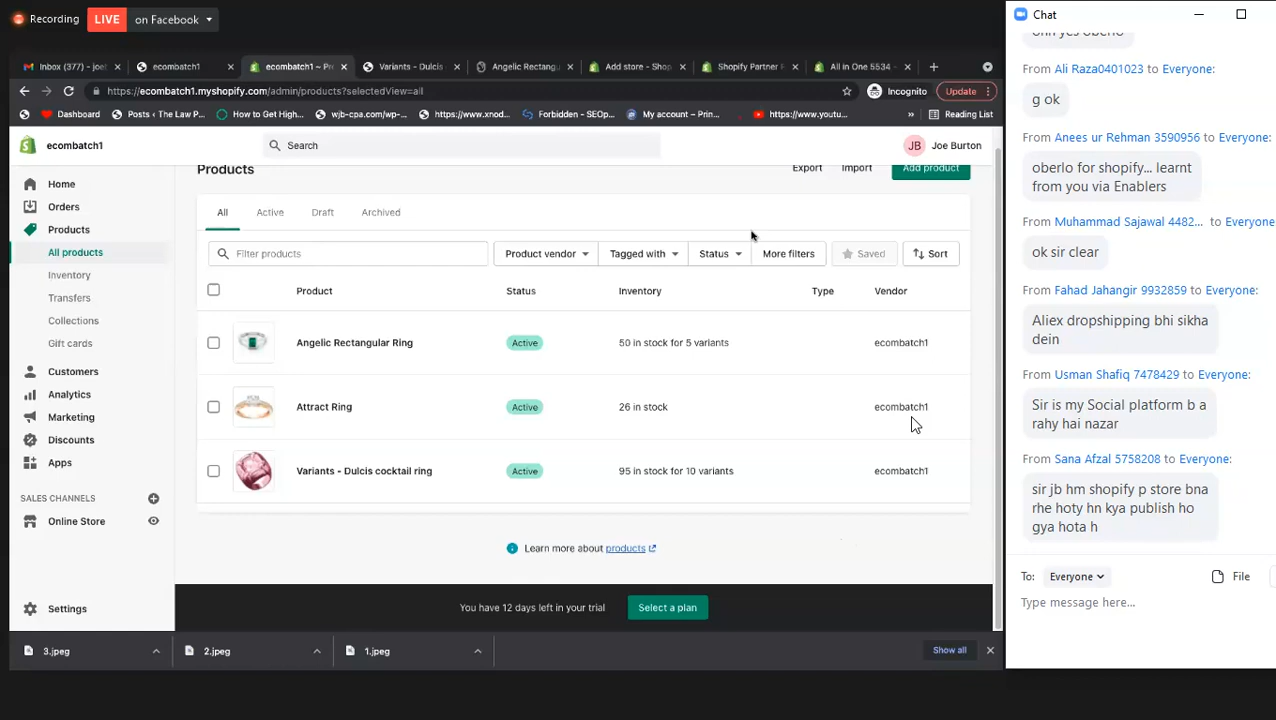 Recording LIVE on Facebook
Chat
Inbox (377) - joe
ecombatch1
ecombatch1 ~ Pr
Variants - Dulcis
Angelic Rectangu
Add store - Shop
Shopify Partner
All in One 5534 -
https://ecombatch1.myshopify.com/admin/products?selectedView=all
Incognito
Update
Dashboard
Posts ‹ The Law P...
How to Get High...
wjb-cpa.com/wp-...
https://www.xnod...
Forbidden - SEOp...
My account – Prin...
https://www.youtu...
»
Reading List
ecombatch1
Search
JB Joe Burton
Home
Orders
Products
All products
Inventory
Transfers
Collections
Gift cards
Customers
Analytics
Marketing
Discounts
Apps
SALES CHANNELS
Online Store
Settings
Products
Export Import Add product
All Active Draft Archived
Filter products
Product vendor Tagged with Status More filters Saved Sort
Product Status Inventory Type Vendor
Angelic Rectangular Ring Active 50 in stock for 5 variants ecombatch1
Attract Ring Active 26 in stock ecombatch1
Variants - Dulcis cocktail ring Active 95 in stock for 10 variants ecombatch1
Learn more about products
You have 12 days left in your trial Select a plan
3.jpeg
2.jpeg
1.jpeg
Show all
ohh yes oberlo
From Ali Raza0401023 to Everyone:
g ok
From Anees ur Rehman 3590956 to Everyone:
oberlo for shopify... learnt
from you via Enablers
From Muhammad Sajawal 4482... to Everyone
ok sir clear
From Fahad Jahangir 9932859 to Everyone:
Aliex dropshipping bhi sikha
dein
From Usman Shafiq 7478429 to Everyone:
Sir is my Social platform b a
rahy hai nazar
From Sana Afzal 5758208 to Everyone:
sir jb hm shopify p store bna
rhe hoty hn kya publish ho
gya hota h
To: Everyone File
Type message here...